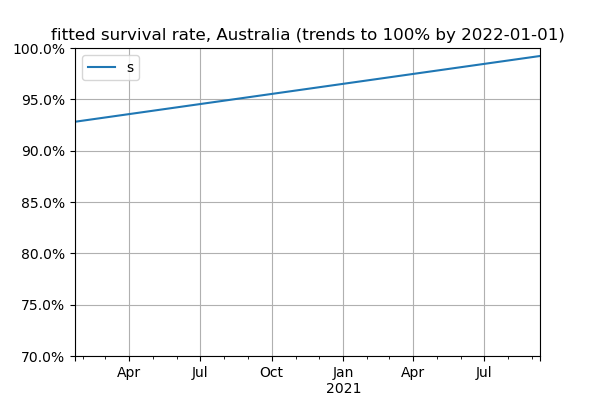 fitted survival rate, Australia (trends to 100% by 2022-01-01)
100.0%
s
95.0%
90.0%
85.0%
80.0%
75.0%
70.0%
Apr Jul Oct Jan Apr Jul
2021